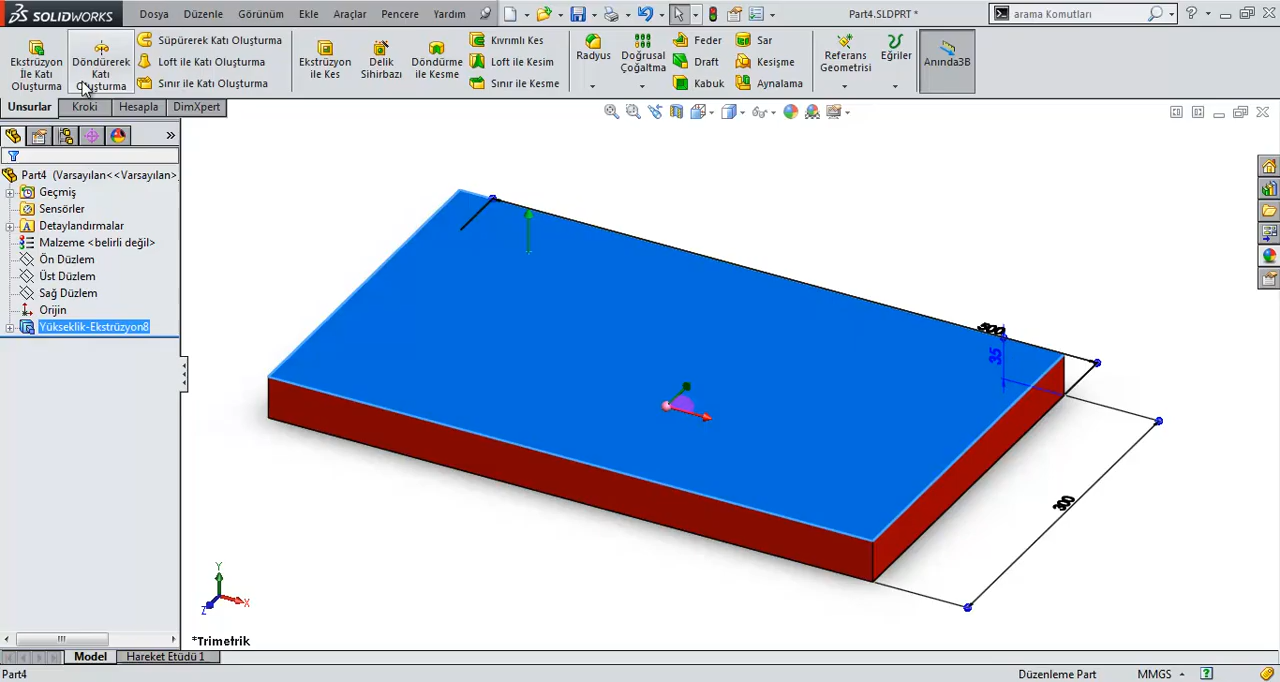 SOLIDWORKS Dosya Düzenle Görünüm Ekle Araçlar Pencere Yardım Part4.SLDPRT * arama Komutları
Ekstrüzyon İle Katı Oluşturma
Döndürerek Katı Oluşturma
Süpürerek Katı Oluşturma
Loft İle Katı Oluşturma
Sınır ile Katı Oluşturma
Ekstrüzyon ile Kes
Delik Sihirbazı
Döndürme ile Kesme
Kıvrımlı Kes
Loft ile Kesim
Sınır ile Kesme
Radyus
Doğrusal Çoğaltma
Feder
Draft
Kabuk
Sar
Kesişme
Aynalama
Referans Geometrisi
Eğriler
Anında3B
Unsurlar Kroki Hesapla DimXpert
Part4 (Varsayılan<<Varsayılan>
Geçmiş
Sensörler
Detaylandırmalar
Malzeme <belirli değil>
Ön Düzlem
Üst Düzlem
Sağ Düzlem
Orijin
Yükseklik-Ekstrüzyon8
35
300
Y
X
Z
*Trimetrik
Model Hareket Etüdü 1
Part4 Düzenleme Part MMGS